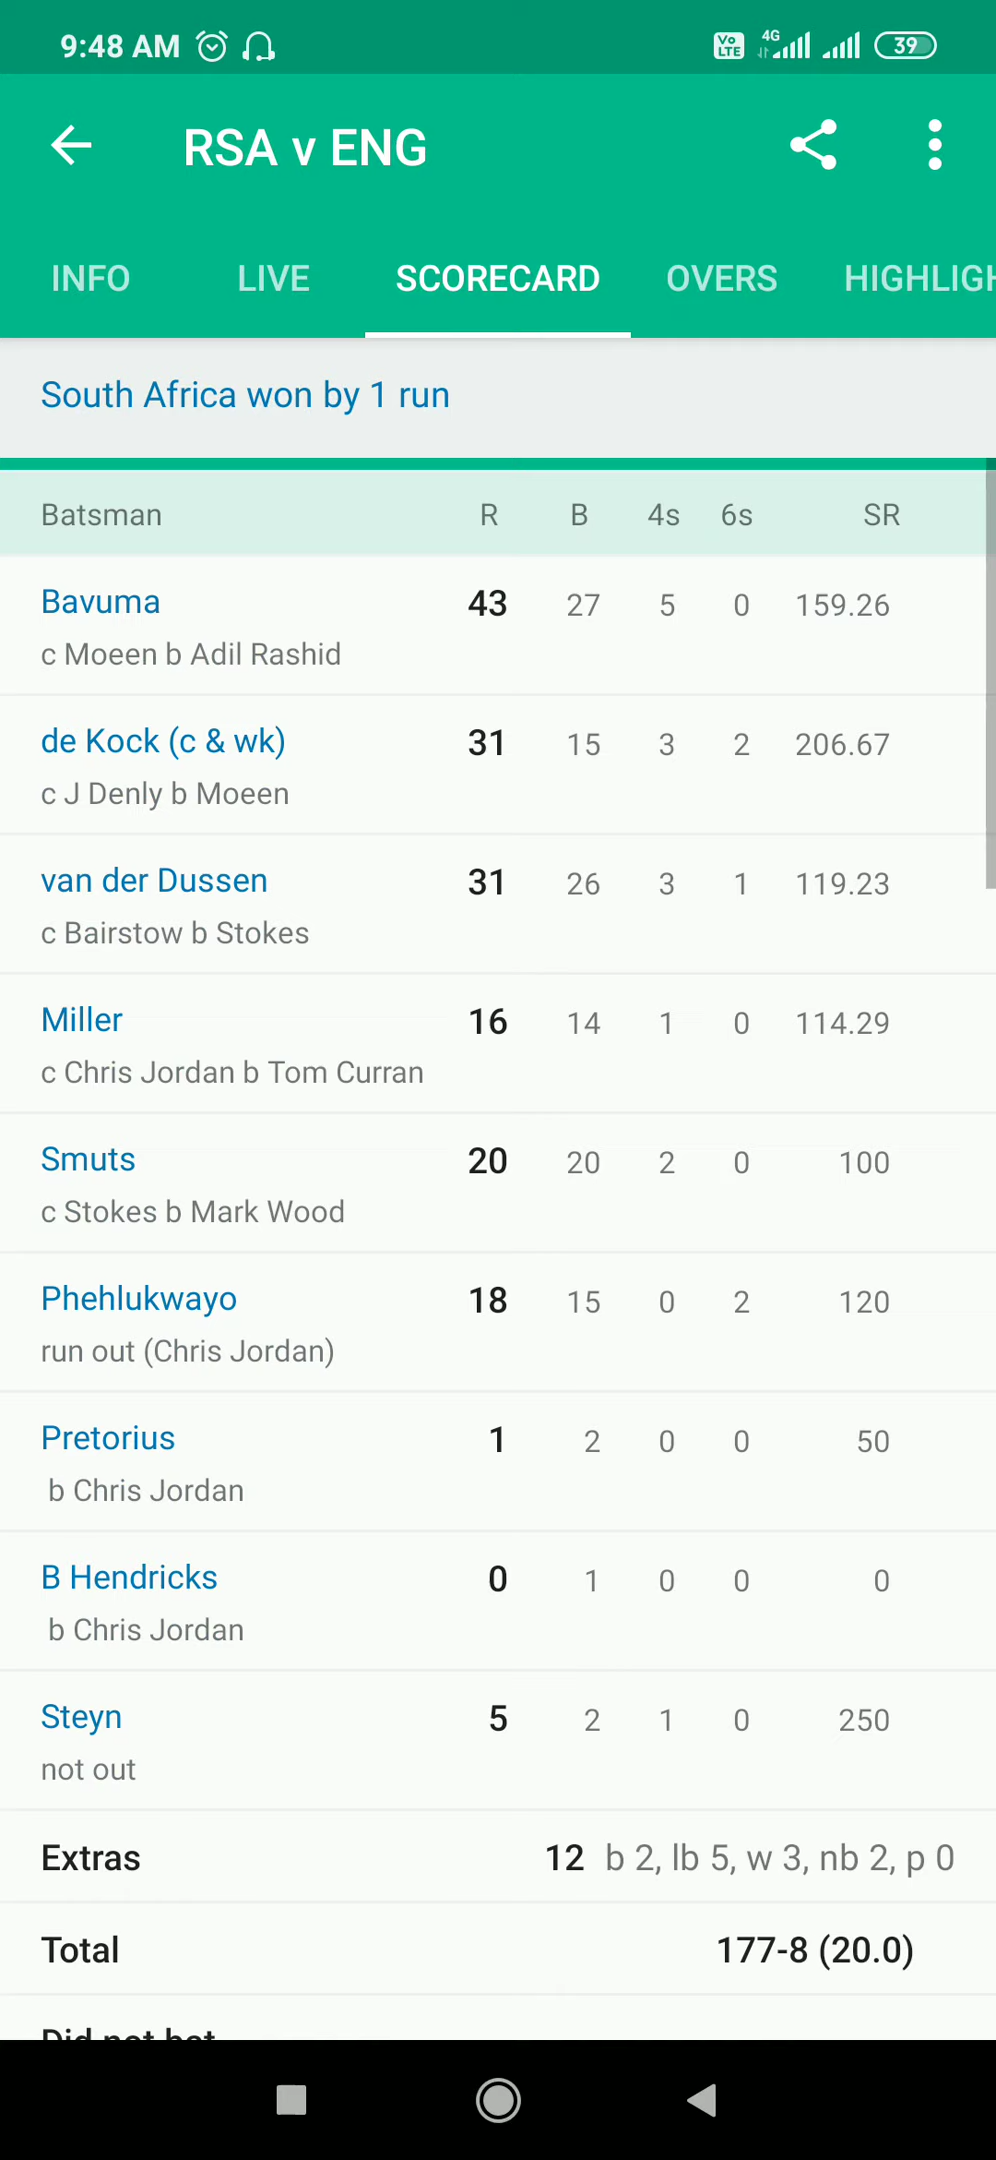 9:48 AM Vo LTE 4G 39
RSA v ENG
INFO LIVE SCORECARD OVERS HIGHLIGH
South Africa won by 1 run
Batsman R B 4s 6s SR
Bavuma 43 27 5 0 159.26
c Moeen b Adil Rashid
de Kock (c & wk) 31 15 3 2 206.67
c J Denly b Moeen
van der Dussen 31 26 3 1 119.23
c Bairstow b Stokes
Miller 16 14 1 0 114.29
c Chris Jordan b Tom Curran
Smuts 20 20 2 0 100
c Stokes b Mark Wood
Phehlukwayo 18 15 0 2 120
run out (Chris Jordan)
Pretorius 1 2 0 0 50
b Chris Jordan
B Hendricks 0 1 0 0 0
b Chris Jordan
Steyn 5 2 1 0 250
not out
Extras 12 b 2, lb 5, w 3, nb 2, p 0
Total 177-8 (20.0)
Did not bat